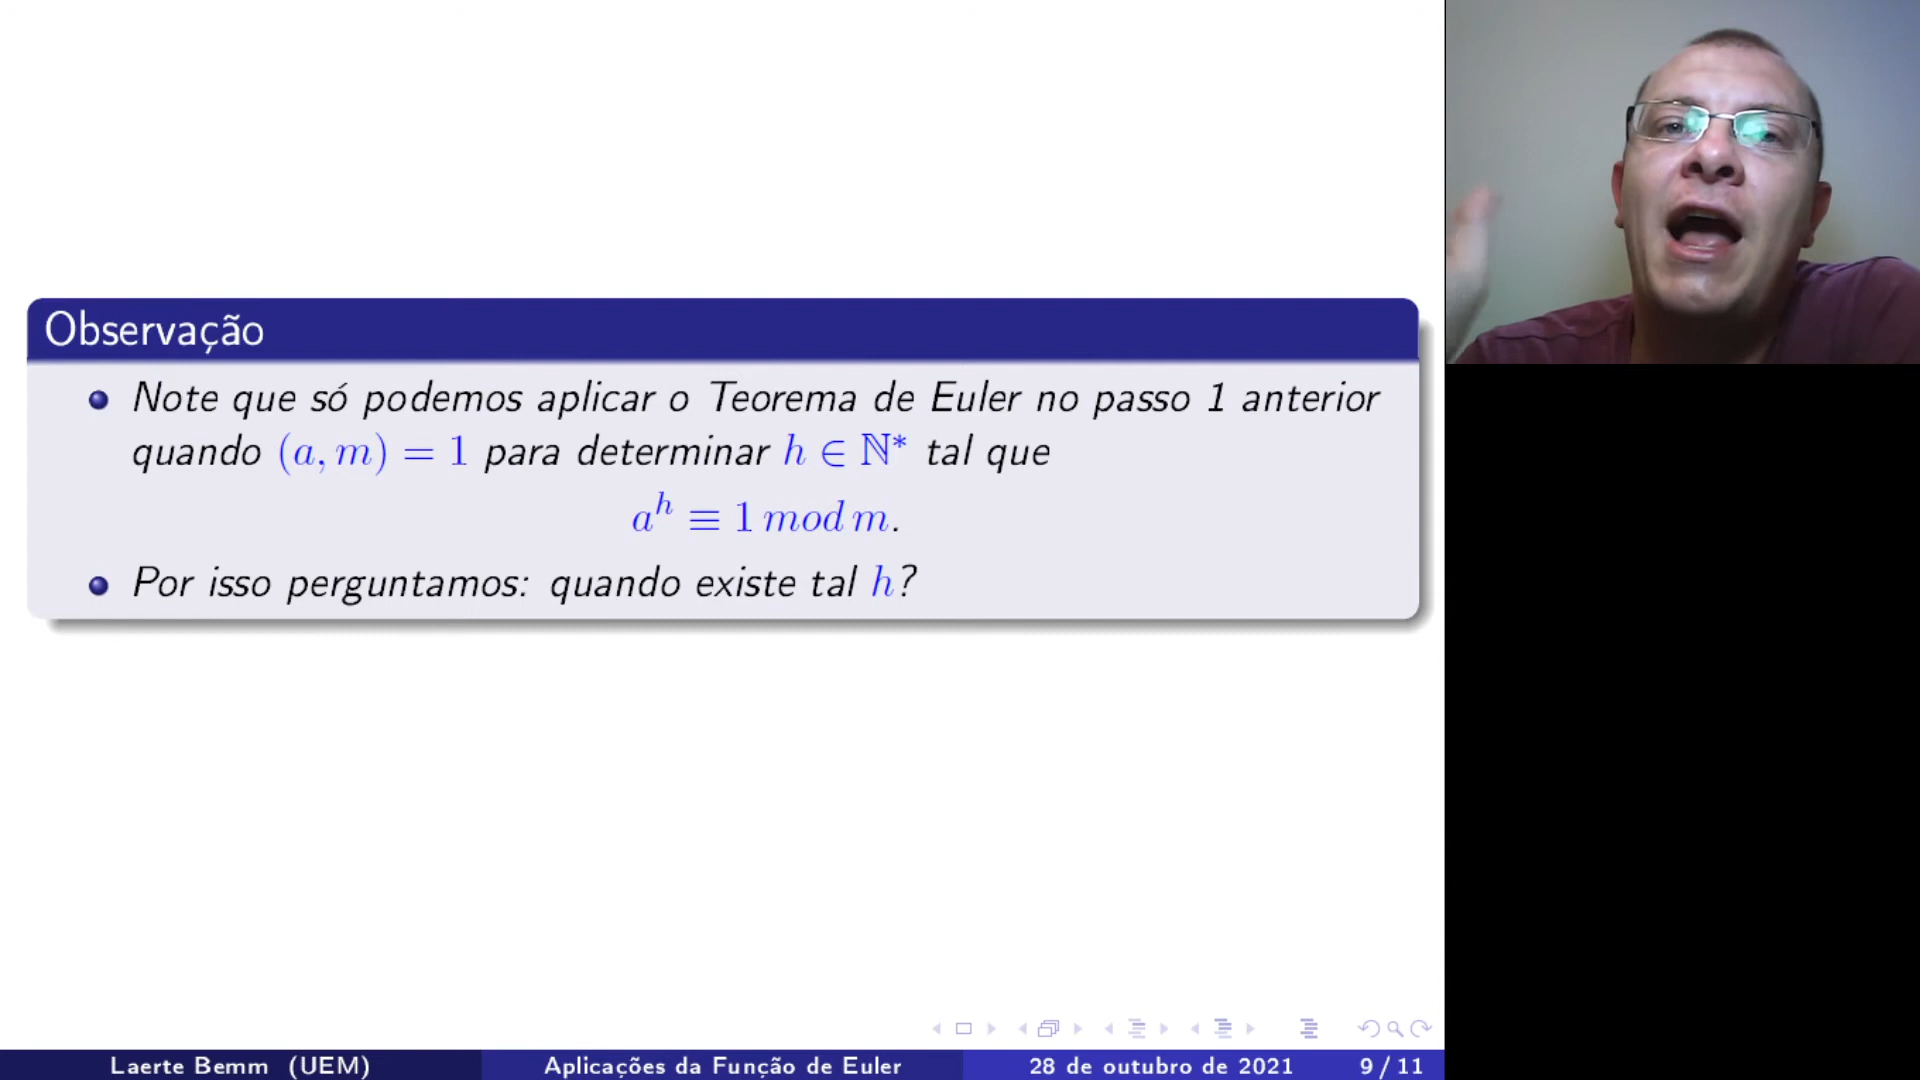 Observação
Note que só podemos aplicar o Teorema de Euler no passo 1 anterior
quando (a, m) = 1 para determinar h ∈ ℕ* tal que
aʰ ≡ 1 mod m.
Por isso perguntamos: quando existe tal h?
Laerte Bemm (UEM) Aplicações da Função de Euler 28 de outubro de 2021 9 / 11